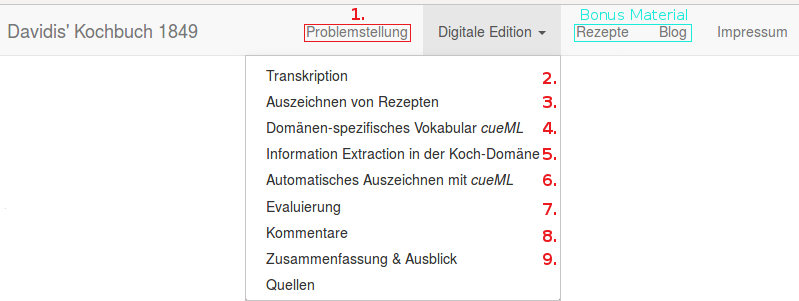 1. Bonus Material
Davidis' Kochbuch 1849 Problemstellung Digitale Edition Rezepte Blog Impressum
Transkription 2.
Auszeichnen von Rezepten 3.
Domänen-spezifisches Vokabular cueML 4.
Information Extraction in der Koch-Domäne 5.
Automatisches Auszeichnen mit cueML 6.
Evaluierung 7.
Kommentare 8.
Zusammenfassung & Ausblick 9.
Quellen